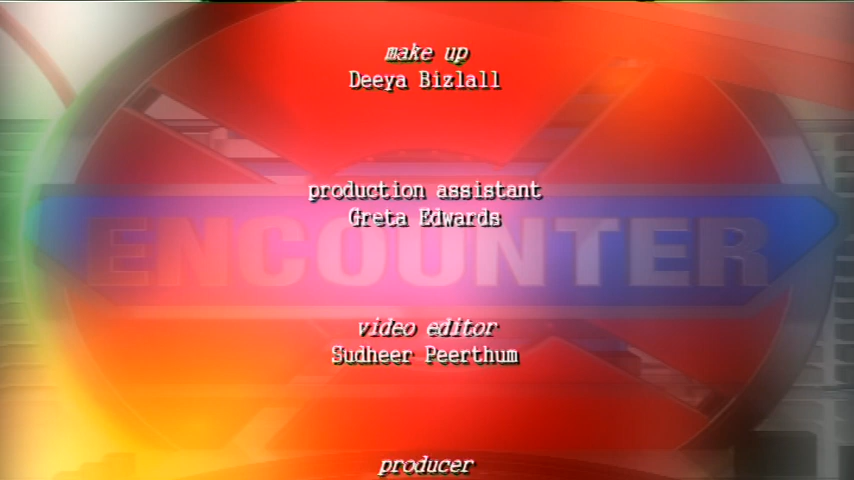 make up
Deeya Bizlall
production assistant
Greta Edwards
ENCOUNTER
video editor
Sudheer Peerthum
producer